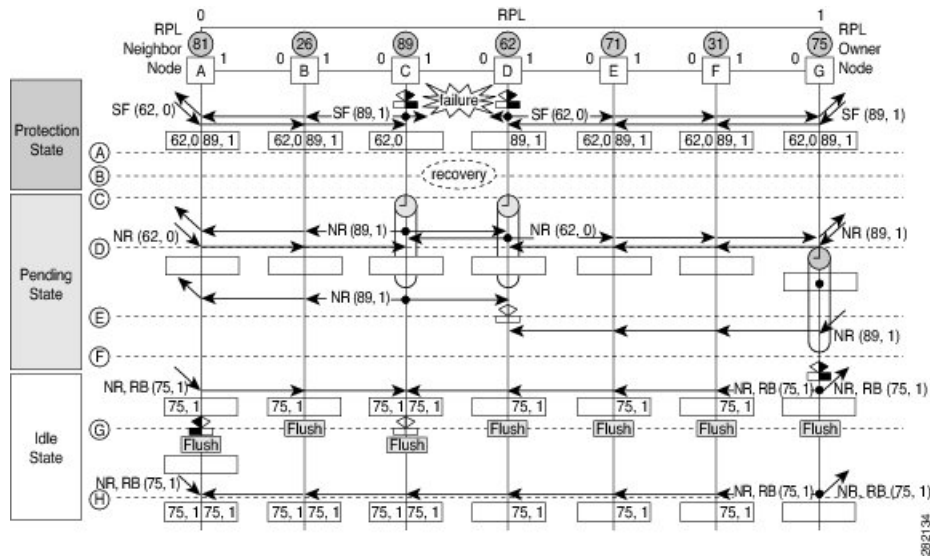 0 RPL 1
RPL Neighbor Node
81 26 89 62 71 31 75
RPL Owner Node
1 0 1 0 1 0 1 0 1 0 1 0
A B C D E F G
Protection State
failure
SF (62, 0) SF (89, 1) SF (62, 0) SF (89, 1)
62,0 89, 1 62,0 89, 1 62,0 89, 1 62,0 89, 1 62,0 89, 1 62,0 89, 1
A
B recovery
C
Pending State
NR (89, 1) NR (62, 0)
D NR (62, 0) NR (89, 1)
NR (89, 1)
E
NR (89, 1)
F
Idle State
NR, RB (75, 1) NR, RB (75, 1) NR, RB (75, 1)
75, 1 75, 1 75, 1 75, 1 75, 1 75, 1 75, 1
G Flush Flush Flush Flush Flush Flush
Flush
NR, RB (75, 1) NR, RB (75, 1) NR, RB (75, 1)
H
75, 1 75, 1 75, 1 75, 1 75, 1 75, 1 75, 1 75, 1 75, 1
282134